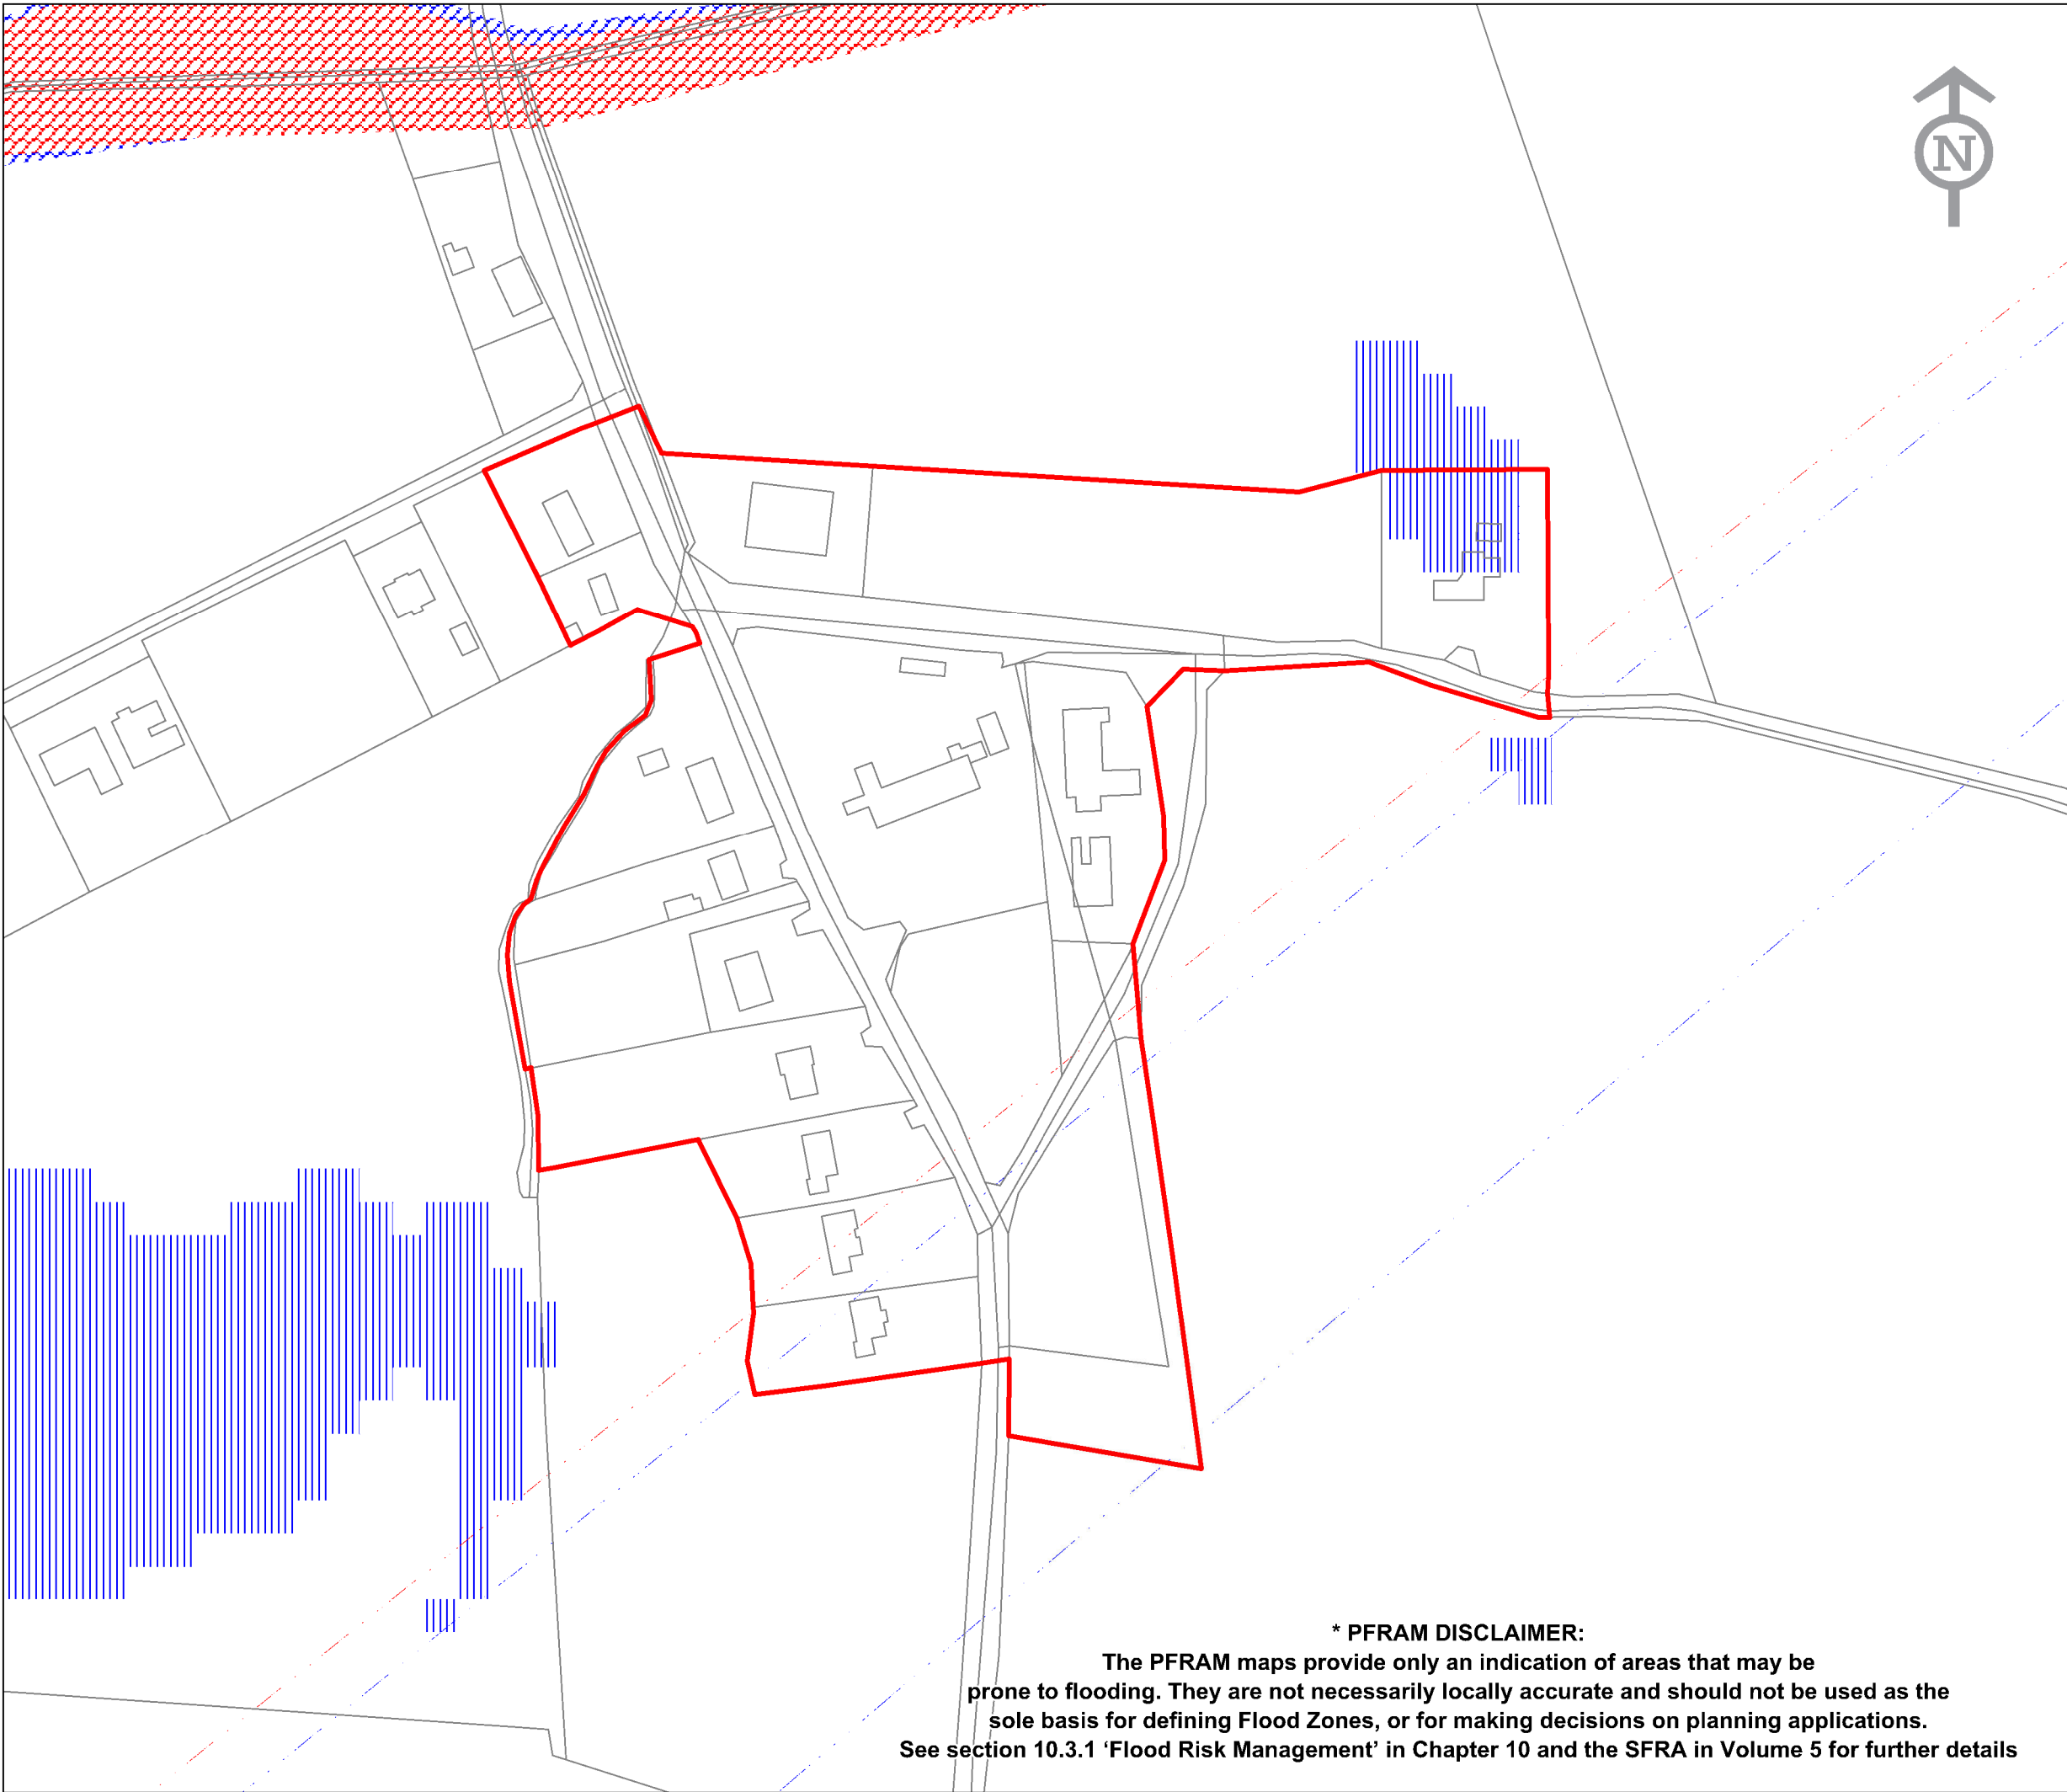 N
* PFRAM DISCLAIMER:
The PFRAM maps provide only an indication of areas that may be
prone to flooding. They are not necessarily locally accurate and should not be used as the
sole basis for defining Flood Zones, or for making decisions on planning applications.
See section 10.3.1 ‘Flood Risk Management’ in Chapter 10 and the SFRA in Volume 5 for further details